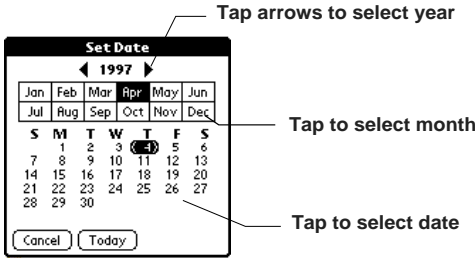 Tap arrows to select year
Set Date
1997
Jan Feb Mar Apr May Jun
Jul Aug Sep Oct Nov Dec
Tap to select month
S M T W T F S
1 2 3 4 5 6
7 8 9 10 11 12 13
14 15 16 17 18 19 20
21 22 23 24 25 26 27
28 29 30
Tap to select date
Cancel Today